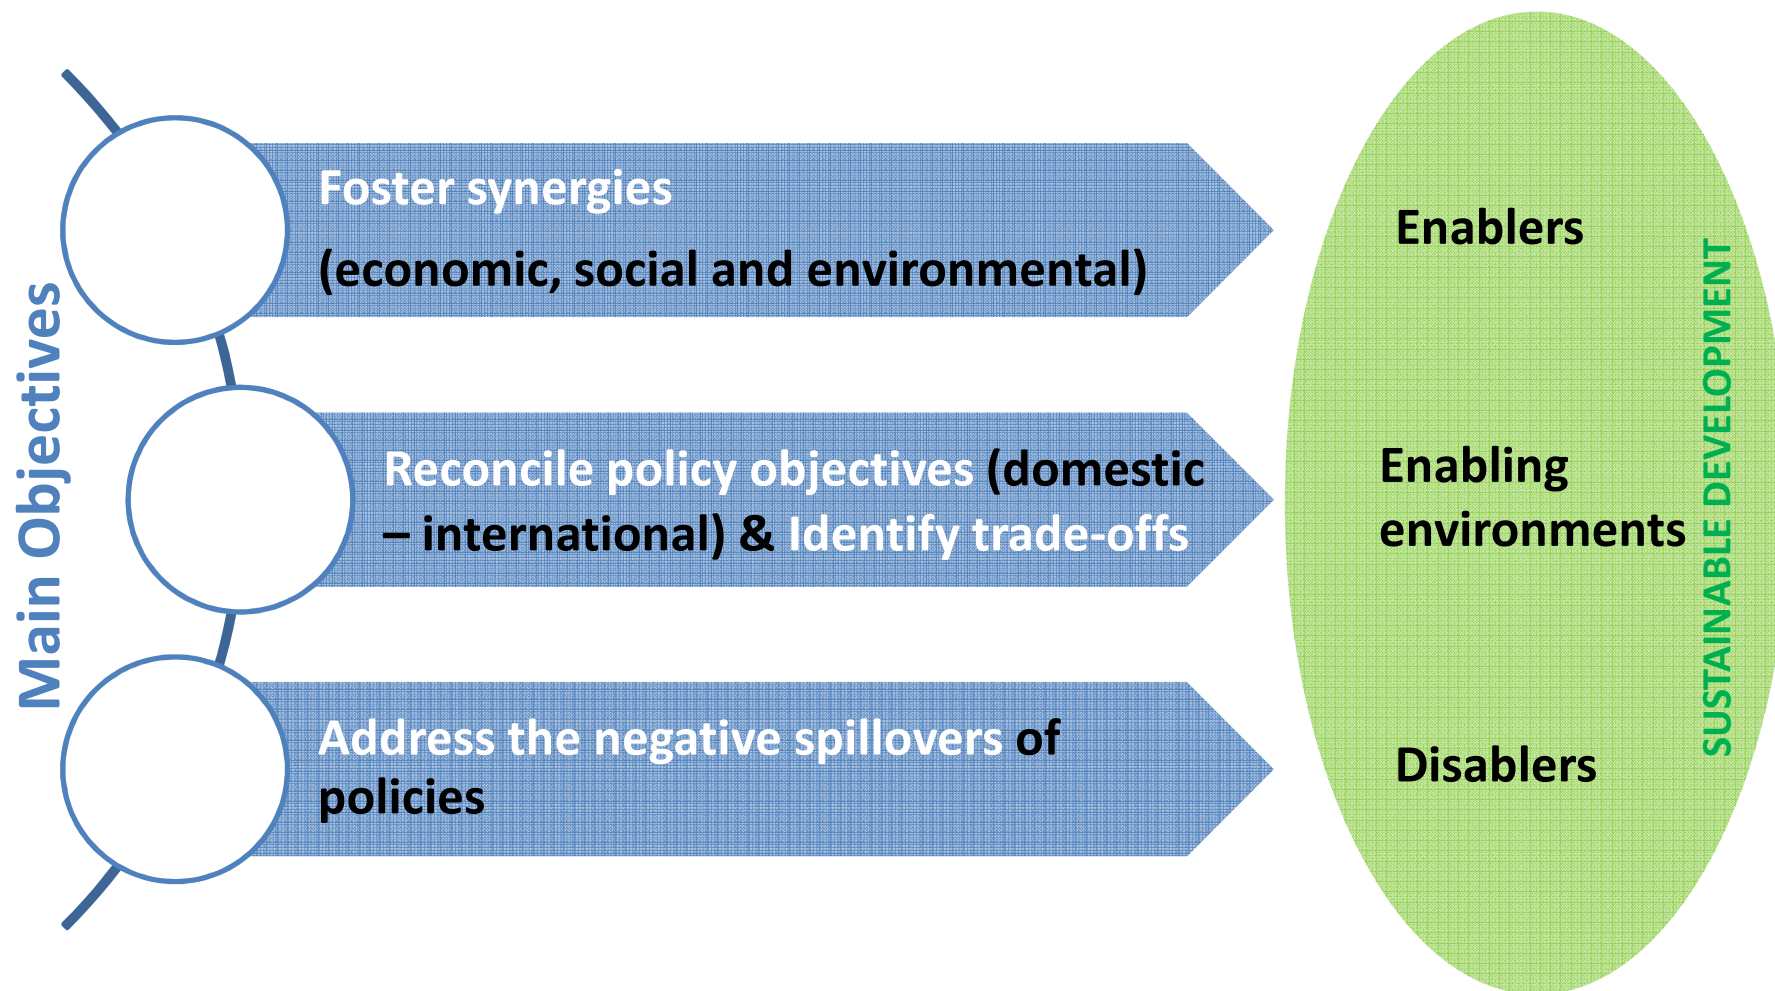 Main Objectives
Foster synergies
(economic, social and environmental)
Enablers
Reconcile policy objectives (domestic
– international) & Identify trade-offs
Enabling
environments
Address the negative spillovers of
policies
Disablers
SUSTAINABLE DEVELOPMENT